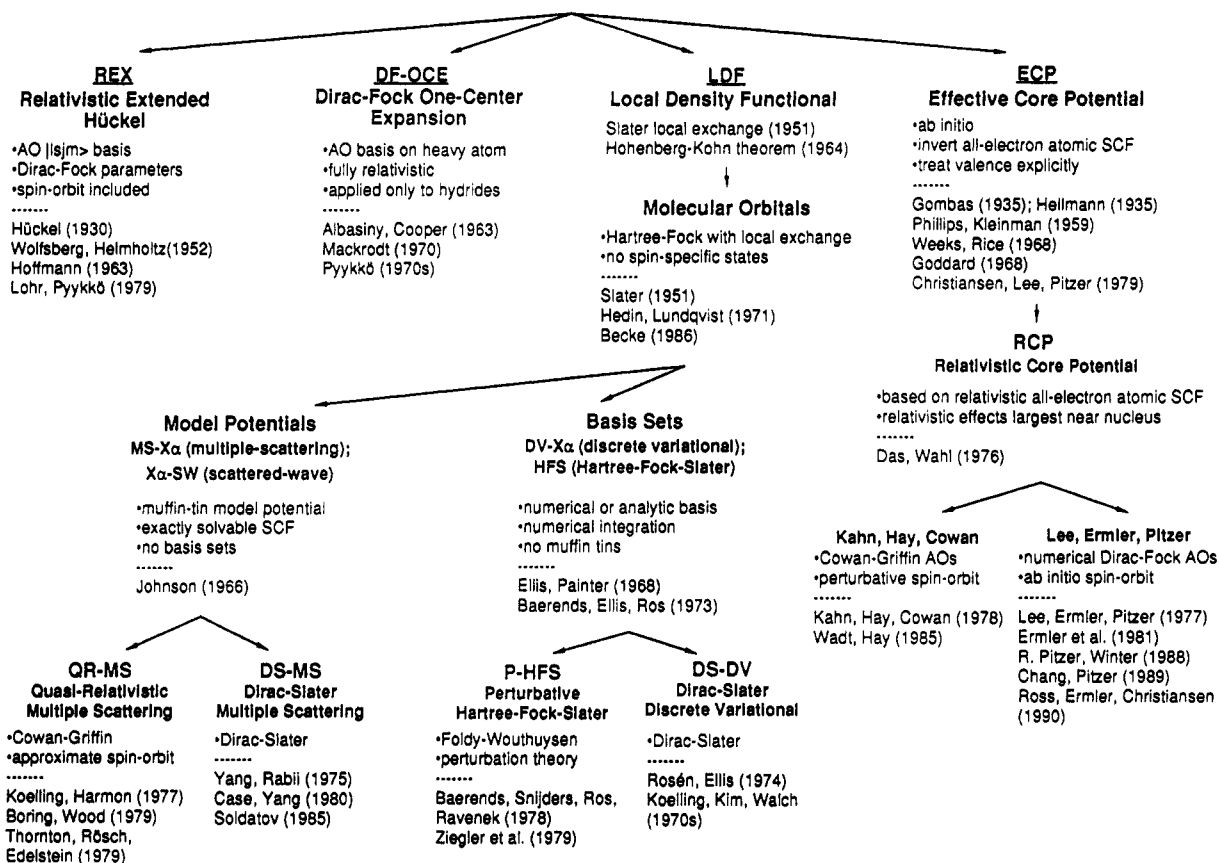 REX
Relativistic Extended
Hückel
•AO |lsjm> basis
•Dirac-Fock parameters
•spin-orbit included
-------
Hückel (1930)
Wolfsberg, Helmholtz(1952)
Hoffmann (1963)
Lohr, Pyykkö (1979)
DF-OCE
Dirac-Fock One-Center
Expansion
•AO basis on heavy atom
•fully relativistic
•applied only to hydrides
-------
Albasiny, Cooper (1963)
Mackrodt (1970)
Pyykkö (1970s)
LDF
Local Density Functional
Slater local exchange (1951)
Hohenberg-Kohn theorem (1964)
Molecular Orbitals
•Hartree-Fock with local exchange
•no spin-specific states
-------
Slater (1951)
Hedin, Lundqvist (1971)
Becke (1986)
ECP
Effective Core Potential
•ab initio
•invert all-electron atomic SCF
•treat valence explicitly
-------
Gombas (1935); Hellmann (1935)
Phillips, Kleinman (1959)
Weeks, Rice (1968)
Goddard (1968)
Christiansen, Lee, Pitzer (1979)
RCP
Relativistic Core Potential
•based on relativistic all-electron atomic SCF
•relativistic effects largest near nucleus
-------
Das, Wahl (1976)
Model Potentials
MS-Xα (multiple-scattering);
Xα-SW (scattered-wave)
•muffin-tin model potential
•exactly solvable SCF
•no basis sets
-------
Johnson (1966)
Basis Sets
DV-Xα (discrete variational);
HFS (Hartree-Fock-Slater)
•numerical or analytic basis
•numerical integration
•no muffin tins
-------
Ellis, Painter (1968)
Baerends, Ellis, Ros (1973)
Kahn, Hay, Cowan
•Cowan-Griffin AOs
•perturbative spin-orbit
-------
Kahn, Hay, Cowan (1978)
Wadt, Hay (1985)
Lee, Ermler, Pitzer
•numerical Dirac-Fock AOs
•ab initio spin-orbit
-------
Lee, Ermler, Pitzer (1977)
Ermler et al. (1981)
R. Pitzer, Winter (1988)
Chang, Pitzer (1989)
Ross, Ermler, Christiansen
(1990)
QR-MS
Quasi-Relativistic
Multiple Scattering
•Cowan-Griffin
•approximate spin-orbit
-------
Koelling, Harmon (1977)
Boring, Wood (1979)
Thornton, Rösch,
Edelstein (1979)
DS-MS
Dirac-Slater
Multiple Scattering
•Dirac-Slater
-------
Yang, Rabii (1975)
Case, Yang (1980)
Soldatov (1985)
P-HFS
Perturbative
Hartree-Fock-Slater
•Foldy-Wouthuysen
•perturbation theory
-------
Baerends, Snijders, Ros,
Ravenek (1978)
Ziegler et al. (1979)
DS-DV
Dirac-Slater
Discrete Variational
•Dirac-Slater
-------
Rosén, Ellis (1974)
Koelling, Kim, Walch
(1970s)